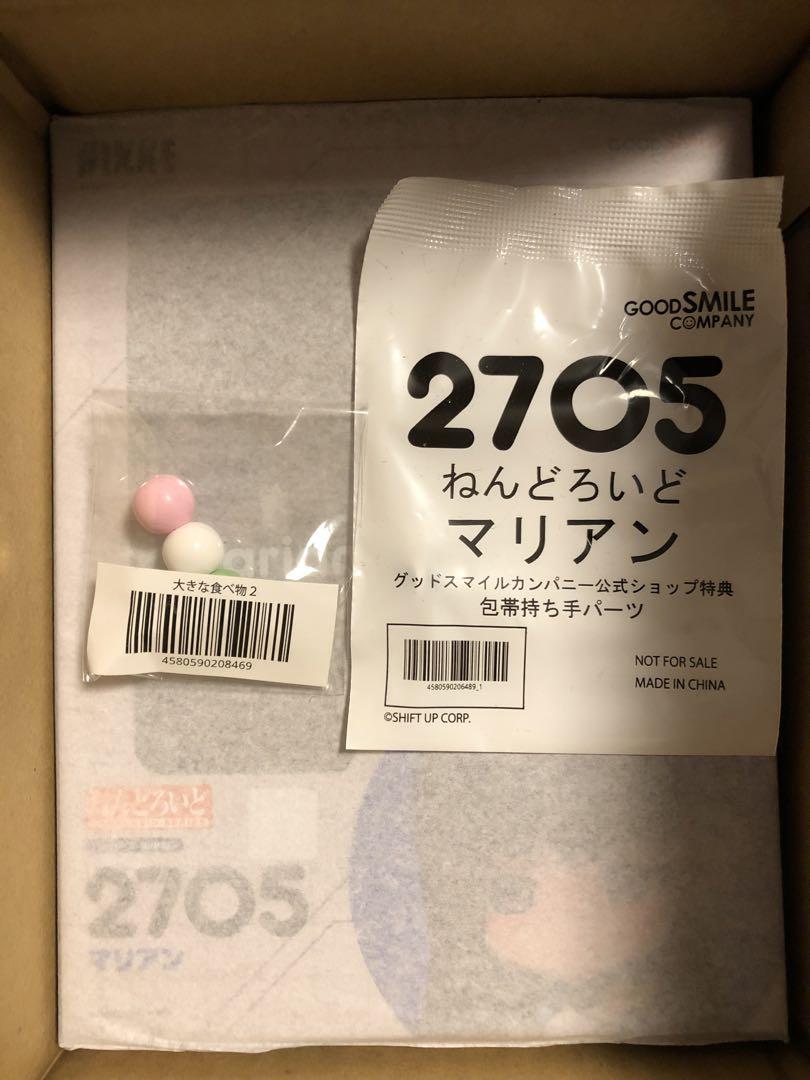 NIKKE
GOOD SMILE
GOODSMILE
COMPANY
2705
ねんどろいど
マリアン
グッドスマイルカンパニー公式ショップ特典
包帯持ち手パーツ
4580590206489_1
NOT FOR SALE
MADE IN CHINA
©SHIFT UP CORP.
大きな食べ物2
4580590208469
ねんどろいど
2705
マリアン